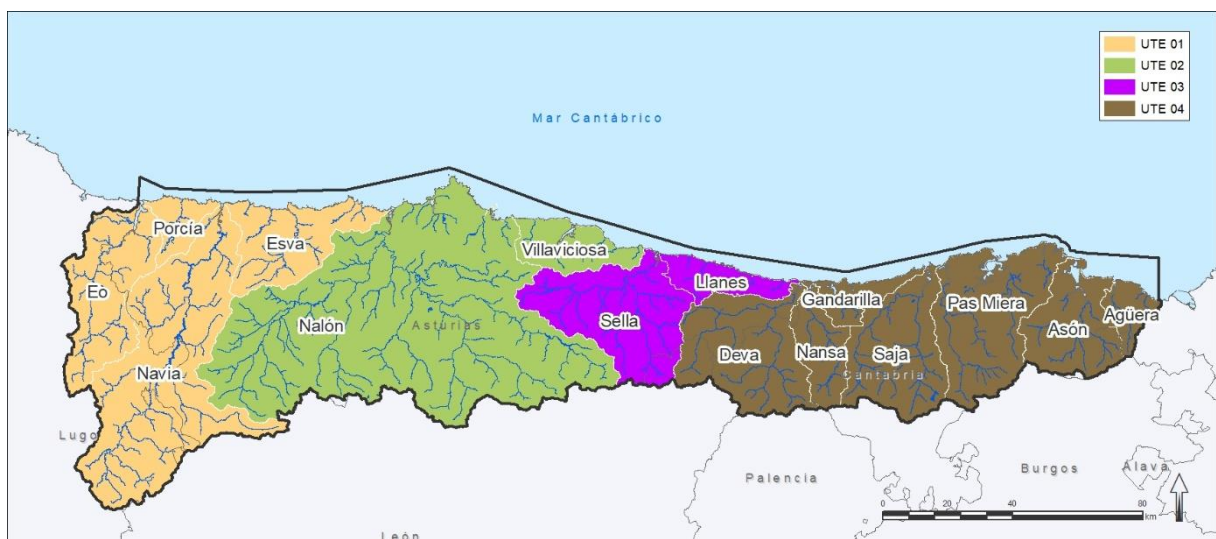 UTE 01
UTE 02
UTE 03
UTE 04
Mar Cantábrico
Porcía
Esva
Eo
Navia
Nalón
Asturias
Villaviciosa
Sella
Llanes
Gandarilla
Deva
Nansa
Saja
Cantabria
Pas Miera
Asón
Agüera
Lugo
León
Palencia
Burgos
Álava
0 20 40 80
km